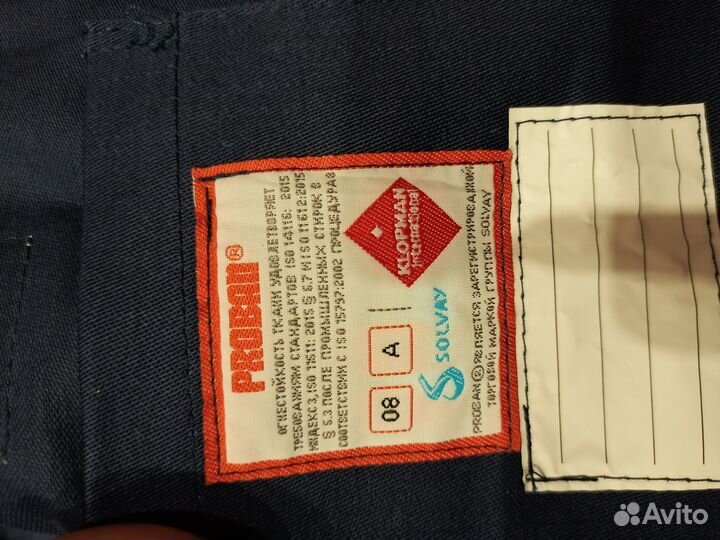 PROBAN®
ОГНЕСТОЙКОСТЬ ТКАНИ УДОВЛЕТВОРЯЕТ
ТРЕБОВАНИЯМ СТАНДАРТОВ ISO 14116: 2015
ИНДЕКС 3, ISO 11611: 2015 § 6.7 И ISO 11612:2015
§ 6.3 ПОСЛЕ ПРОМЫШЛЕННЫХ СТИРОК В
СООТВЕТСТВИИ С ISO 15797:2002 ПРОЦЕДУРА 8
08 A
KLOPMAN
International
SOLVAY
PROBAN® ЯВЛЯЕТСЯ ЗАРЕГИСТРИРОВАННОЙ
ТОРГОВОЙ МАРКОЙ ГРУППЫ SOLVAY
Avito